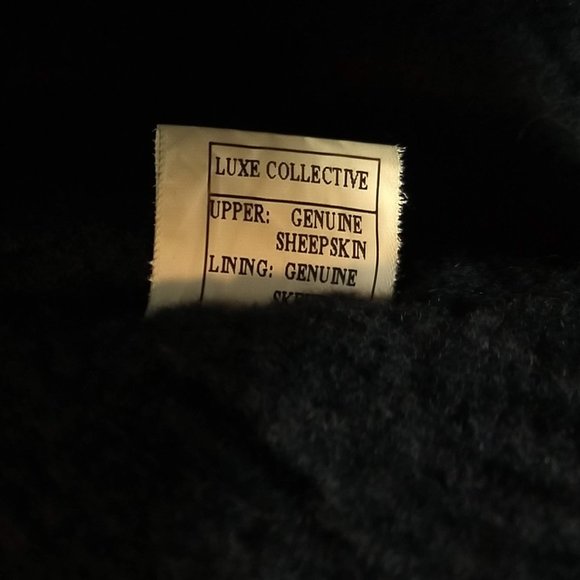 LUXE COLLECTIVE
UPPER: GENUINE
SHEEPSKIN
LINING: GENUINE